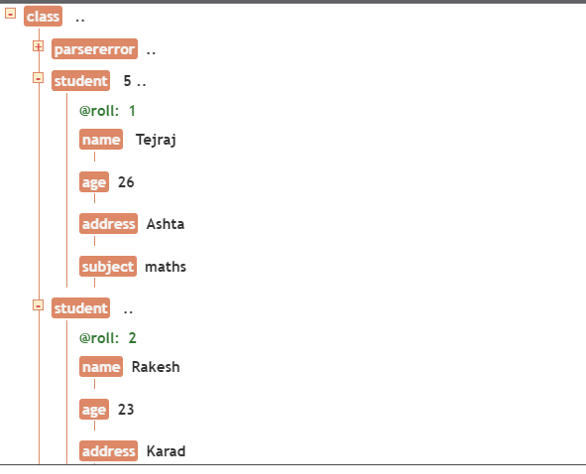 class ..
parsererror ..
student 5 ..
@roll: 1
name Tejraj
age 26
address Ashta
subject maths
student ..
@roll: 2
name Rakesh
age 23
address Karad